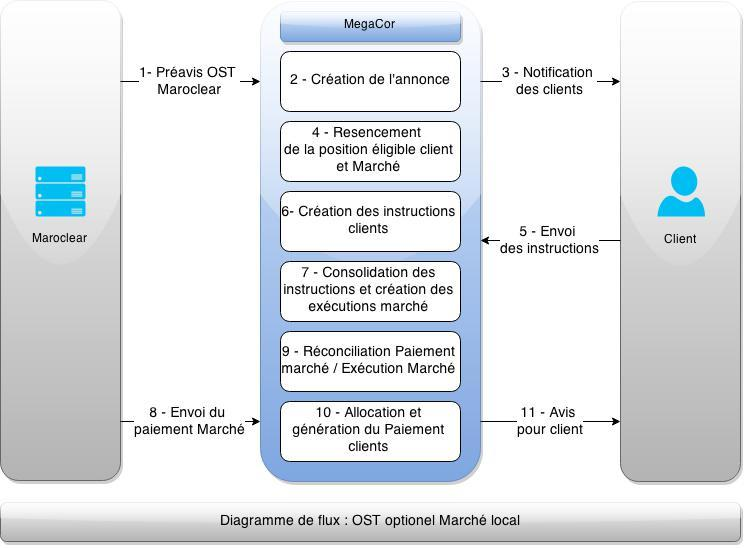 MegaCor
1- Préavis OST
Maroclear
2 - Création de l'annonce
3 - Notification
des clients
4 - Resencement
de la position éligible client
et Marché
Maroclear
6- Création des instructions
clients
5 - Envoi
des instructions
Client
7 - Consolidation des
instructions et création des
exécutions marché
9 - Réconciliation Paiement
marché / Exécution Marché
8 - Envoi du
paiement Marché
10 - Allocation et
génération du Paiement
clients
11 - Avis
pour client
Diagramme de flux : OST optionel Marché local